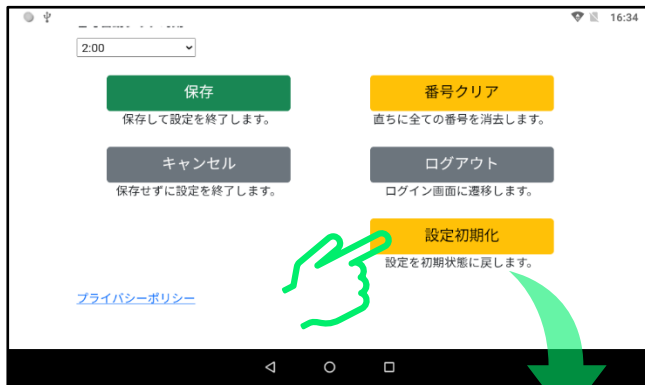 16:34
2:00
保存
保存して設定を終了します。
番号クリア
直ちに全ての番号を消去します。
キャンセル
保存せずに設定を終了します。
ログアウト
ログイン画面に遷移します。
設定初期化
設定を初期状態に戻します。
プライバシーポリシー